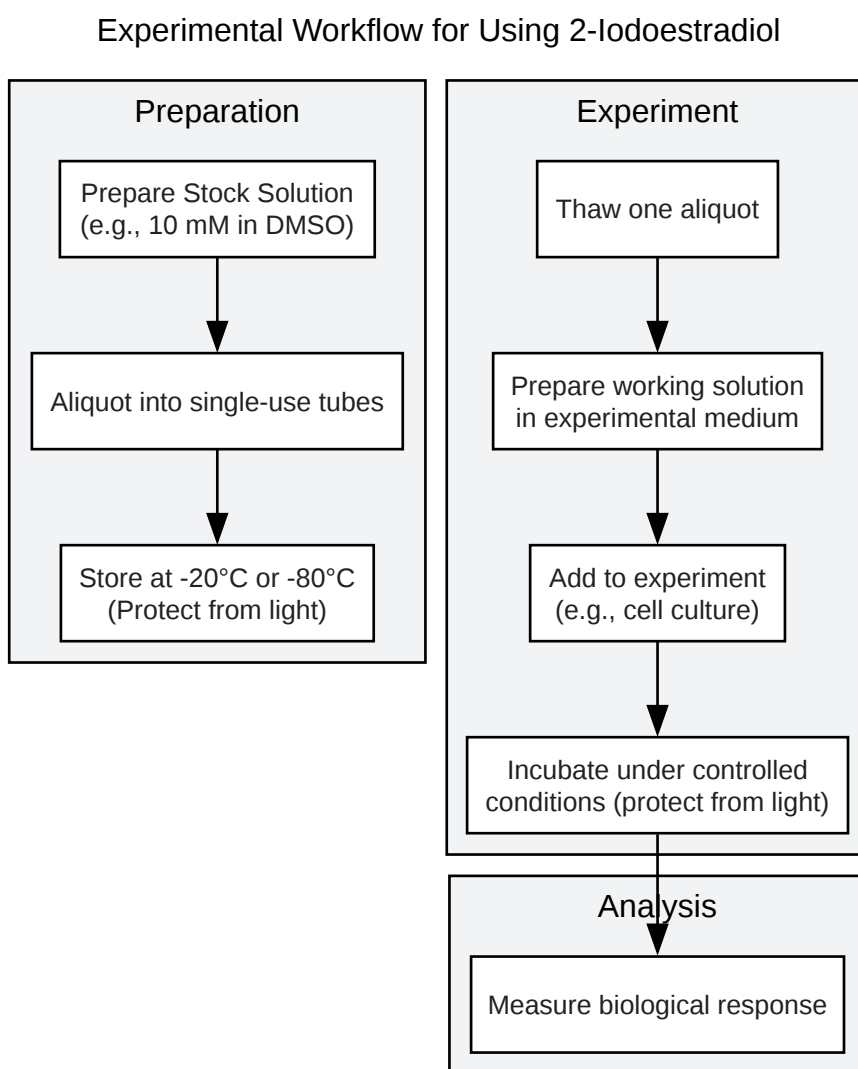 Experimental Workflow for Using 2-Iodoestradiol
Preparation
Prepare Stock Solution
(e.g., 10 mM in DMSO)
Aliquot into single-use tubes
Store at -20°C or -80°C
(Protect from light)
Experiment
Thaw one aliquot
Prepare working solution
in experimental medium
Add to experiment
(e.g., cell culture)
Incubate under controlled
conditions (protect from light)
Analysis
Measure biological response